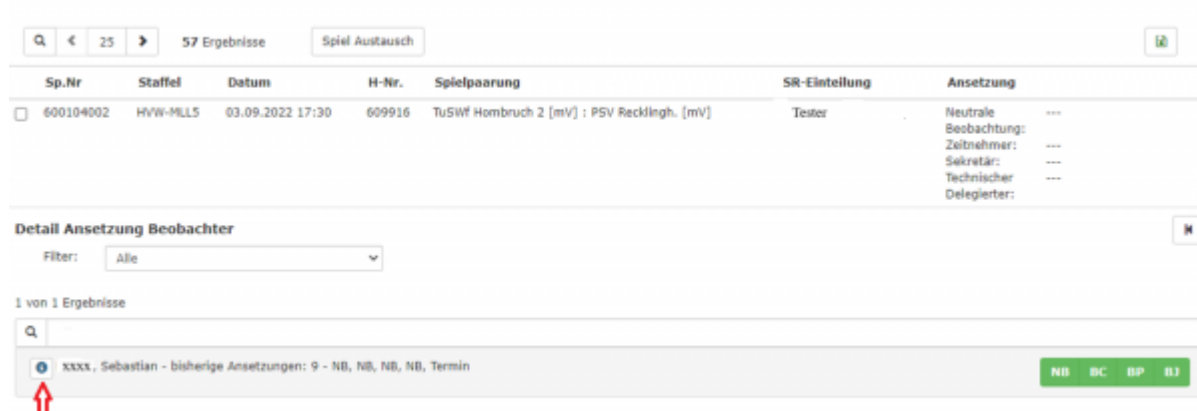 25 57 Ergebnisse Spiel Austausch
Sp.Nr Staffel Datum H-Nr. Spielpaarung SR-Einteilung Ansetzung
600104002 HVW-MLL5 03.09.2022 17:30 609916 TuSWf Hombruch 2 [mV] : PSV Recklingh. [mV] Tester Neutrale ---
Beobachtung:
Zeitnehmer: ---
Sekretär: ---
Technischer ---
Delegierter:
Detail Ansetzung Beobachter
Filter: Alle
1 von 1 Ergebnisse
xxxx, Sebastian - bisherige Ansetzungen: 9 - NB, NB, NB, NB, Termin NB BC BP BJ